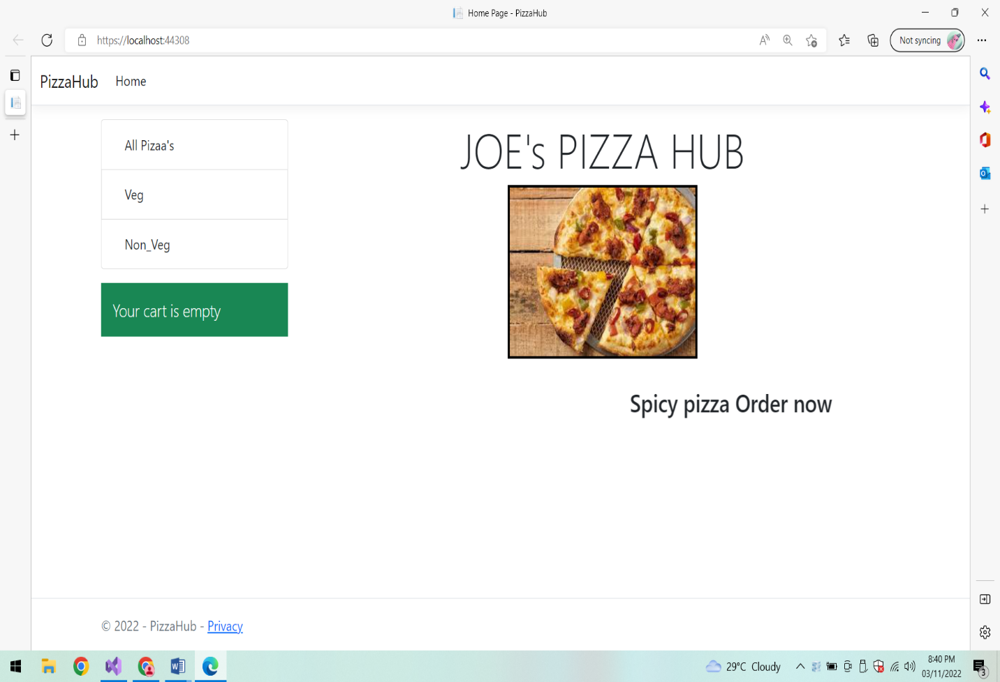 Home Page - PizzaHub
https://localhost:44308
Not syncing
PizzaHub Home
All Pizaa's
Veg
Non_Veg
Your cart is empty
JOE's PIZZA HUB
Spicy pizza Order now
© 2022 - PizzaHub - Privacy
29°C Cloudy
8:40 PM
03/11/2022
3